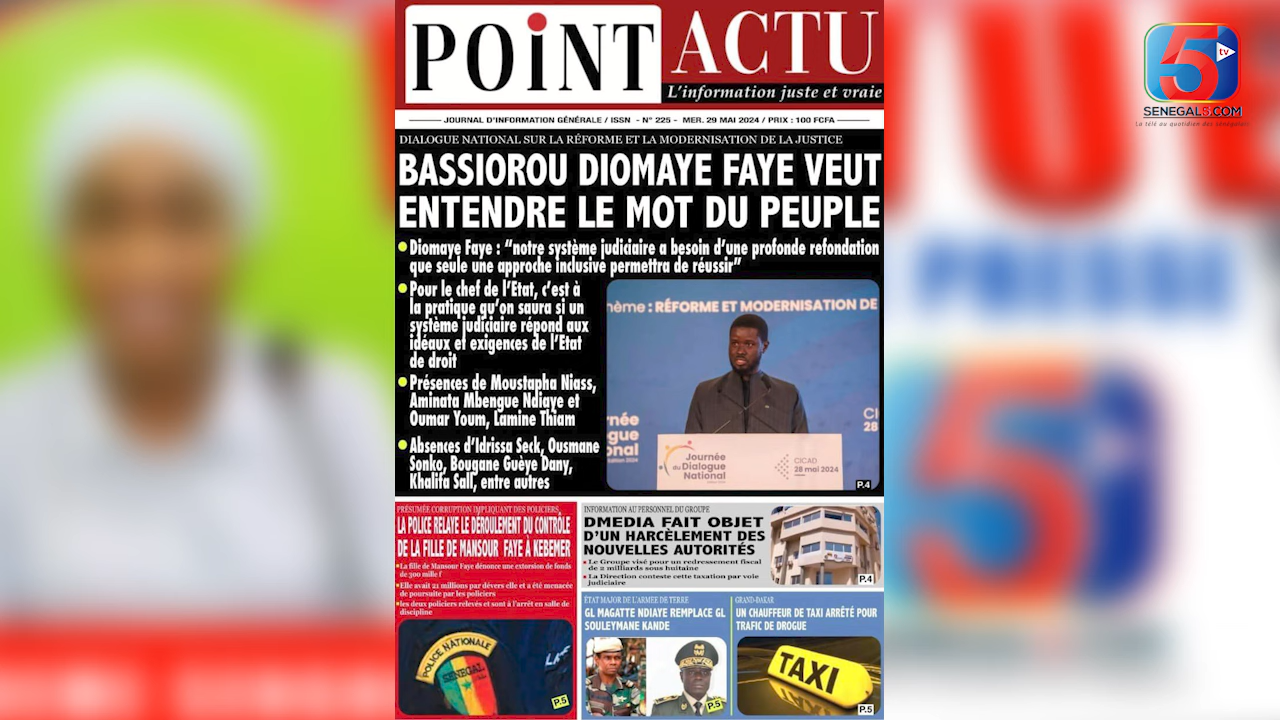 POINT ACTU
L'information juste et vraie
JOURNAL D'INFORMATION GÉNÉRALE / ISSN - N° 225 - MER. 29 MAI 2024 / PRIX : 100 FCFA
DIALOGUE NATIONAL SUR LA RÉFORME ET LA MODERNISATION DE LA JUSTICE
BASSIOROU DIOMAYE FAYE VEUT
ENTENDRE LE MOT DU PEUPLE
Diomaye Faye : “notre système judiciaire a besoin d’une profonde refondation
que seule une approche inclusive permettra de réussir”
Pour le chef de l’Etat, c’est à
la pratique qu’on saura si un
système judiciaire répond aux
idéaux et exigences de l’Etat
de droit
Présences de Moustapha Niass,
Aminata Mbengue Ndiaye et
Oumar Youm, Lamine Thiam
Absences d’Idrissa Seck, Ousmane
Sonko, Bougane Guèye Dany,
Khalifa Sall, entre autres
hème : RÉFORME ET MODERNISATION DE
Journée
du Dialogue
National
CICAD
28 mai 2024
P.4
PRÉSUMÉE CORRUPTION IMPLIQUANT DES POLICIERS
LA POLICE RELAYE LE DÉROULEMENT DU CONTRÔLE
DE LA FILLE DE MANSOUR FAYE À KEBEMER
La fille de Mansour Faye dénonce une extorsion de fonds
de 300 mille f
Elle avait 21 millions par dévers elle et a été menacée
de poursuite par les policiers
les deux policiers relevés et sont à l’arrêt en salle de
discipline
POLICE NATIONALE
SENEGAL
P.5
INFORMATION AU PERSONNEL DU GROUPE
DMEDIA FAIT OBJET
D’UN HARCÈLEMENT DES
NOUVELLES AUTORITÉS
Le Groupe visé pour un redressement fiscal
de 2 milliards sous huitaine
La Direction conteste cette taxation par voie
judiciaire
P.4
ÉTAT MAJOR DE L’ARMEE DE TERRE
GL MAGATTE NDIAYE REMPLACE GL
SOULEYMANE KANDE
P.5
GRAND-DAKAR
UN CHAUFFEUR DE TAXI ARRÊTÉ POUR
TRAFIC DE DROGUE
TAXI
P.5
5 tv
SENEGAL5.COM
La télé au quotidien des sénégalais